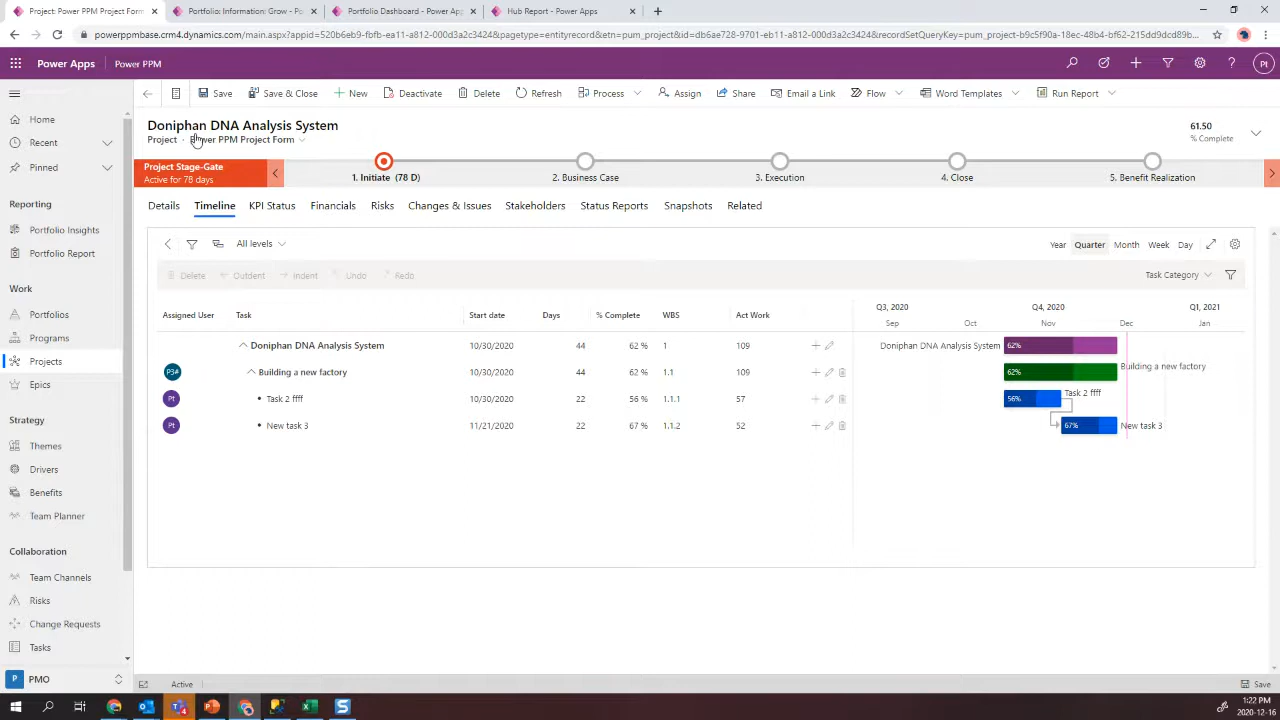 Project: Power PPM Project Form
Portfolio: Information: Grow - Po
Portfolio Dashboard - Power Ap
Hub Report - Power Apps
powerppmbase.crm4.dynamics.com/main.aspx?appid=520b6eb9-fbfb-ea11-a812-000d3a2c3424&pagetype=entityrecord&etn=pum_project&id=db6ae728-9701-eb11-a812-000d3a2c3424&recordSetQueryKey=pum_project-b9c5f90a-18ec-48b4-bf62-215dd9dcd89b...
Power Apps
Power PPM
Pt
Save
Save & Close
New
Deactivate
Delete
Refresh
Process
Assign
Share
Email a Link
Flow
Word Templates
Run Report
Home
Recent
Pinned
Reporting
Portfolio Insights
Portfolio Report
Work
Portfolios
Programs
Projects
Epics
Strategy
Themes
Drivers
Benefits
Team Planner
Collaboration
Team Channels
Risks
Change Requests
Tasks
P PMO
Doniphan DNA Analysis System
Project · Power PPM Project Form
61.50
% Complete
Project Stage-Gate
Active for 78 days
1. Initiate (78 D)
2. Business Case
3. Execution
4. Close
5. Benefit Realization
Details Timeline KPI Status Financials Risks Changes & Issues Stakeholders Status Reports Snapshots Related
All levels
Year Quarter Month Week Day
Delete Outdent Indent Undo Redo
Task Category
Assigned User Task Start date Days % Complete WBS Act Work
Q3, 2020 Q4, 2020 Q1, 2021
Sep Oct Nov Dec Jan
Doniphan DNA Analysis System 10/30/2020 44 62 % 1 109
Doniphan DNA Analysis System 62%
P3# Building a new factory 10/30/2020 44 62 % 1.1 109
62% Building a new factory
Pt Task 2 ffff 10/30/2020 22 56 % 1.1.1 57
56% Task 2 ffff
Pt New task 3 11/21/2020 22 67 % 1.1.2 52
67% New task 3
Active
Save
1:22 PM
2020-12-16